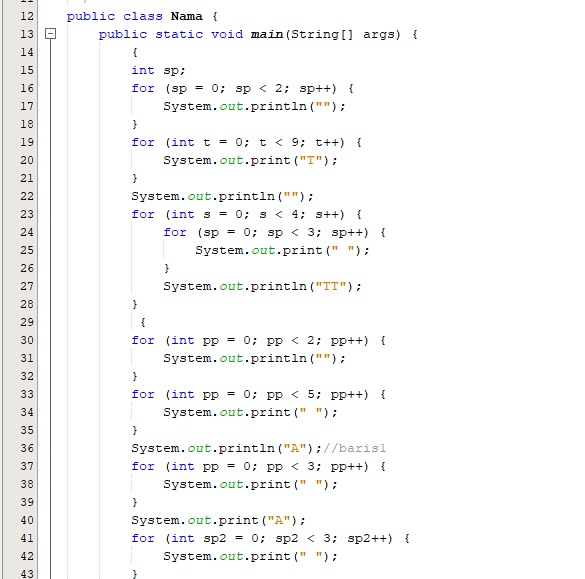 12 public class Nama {
13 public static void main(String[] args) {
14 {
15 int sp;
16 for (sp = 0; sp < 2; sp++) {
17 System.out.println("");
18 }
19 for (int t = 0; t < 9; t++) {
20 System.out.print("T");
21 }
22 System.out.println("");
23 for (int s = 0; s < 4; s++) {
24 for (sp = 0; sp < 3; sp++) {
25 System.out.print(" ");
26 }
27 System.out.println("TT");
28 }
29 {
30 for (int pp = 0; pp < 2; pp++) {
31 System.out.println("");
32 }
33 for (int pp = 0; pp < 5; pp++) {
34 System.out.print(" ");
35 }
36 System.out.println("A");//baris1
37 for (int pp = 0; pp < 3; pp++) {
38 System.out.print(" ");
39 }
40 System.out.print("A");
41 for (int sp2 = 0; sp2 < 3; sp2++) {
42 System.out.print(" ");
43 }